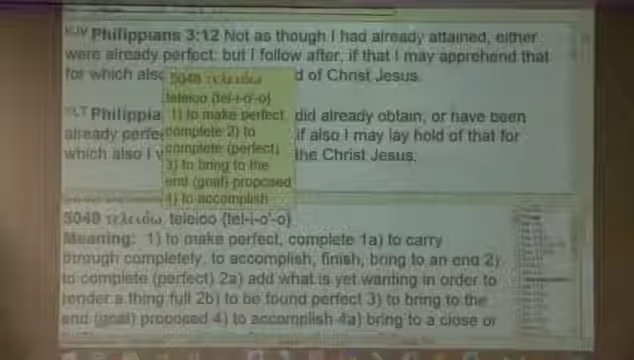 KJV Philippians 3:12 Not as though I had already attained, either
were already perfect: but I follow after, if that I may apprehend that
for which also d of Christ Jesus.
5048 τελειόω
teleioo {tel-i-o'-o}
1) to make perfect,
complete 2) to
complete (perfect)
3) to bring to the
end (goal) proposed
4) to accomplish
YLT Philippia did already obtain, or have been
already perfe if also I may lay hold of that for
which also I the Christ Jesus;
5048 τελειόω teleioo {tel-i-o'-o}
Meaning: 1) to make perfect, complete 1a) to carry
through completely, to accomplish, finish, bring to an end 2)
to complete (perfect) 2a) add what is yet wanting in order to
render a thing full 2b) to be found perfect 3) to bring to the
end (goal) proposed 4) to accomplish 4a) bring to a close or